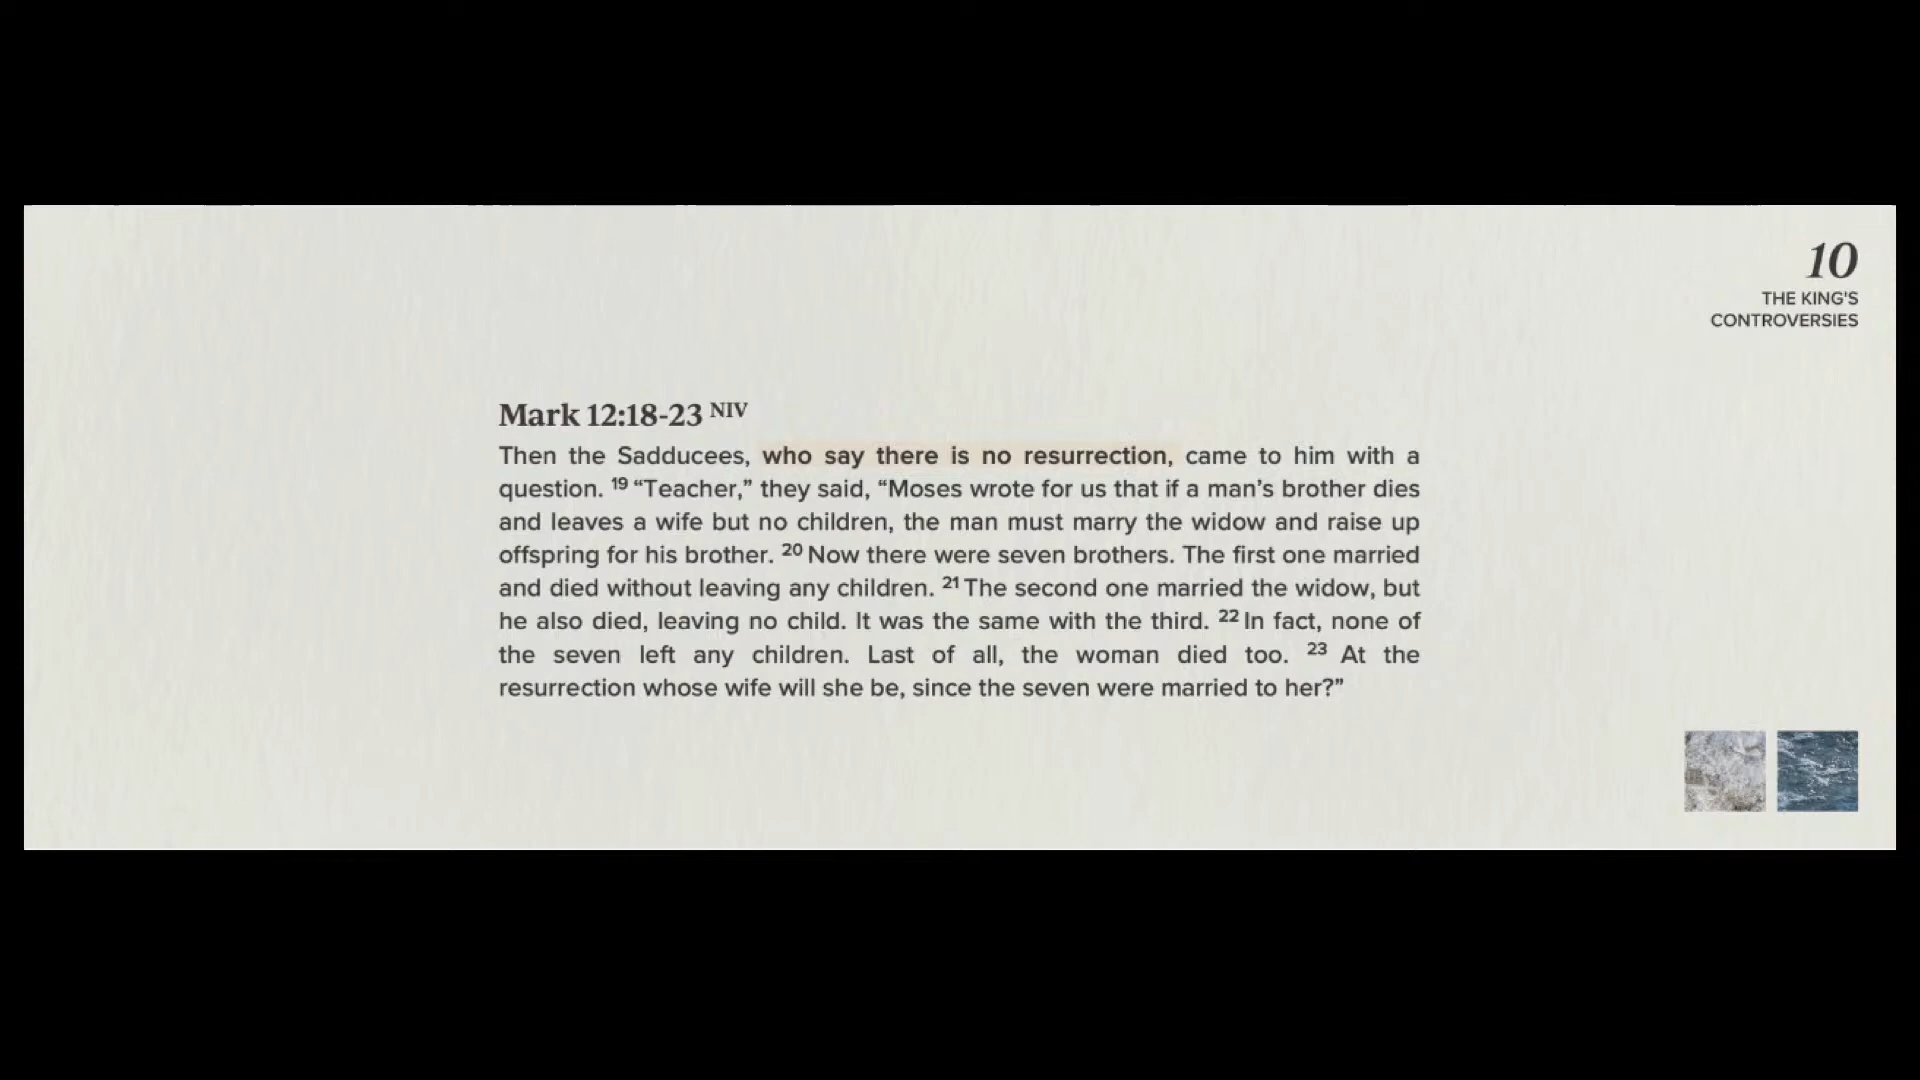 10
THE KING'S
CONTROVERSIES
Mark 12:18-23 NIV
Then the Sadducees, who say there is no resurrection, came to him with a
question. 19 “Teacher,” they said, “Moses wrote for us that if a man’s brother dies
and leaves a wife but no children, the man must marry the widow and raise up
offspring for his brother. 20 Now there were seven brothers. The first one married
and died without leaving any children. 21 The second one married the widow, but
he also died, leaving no child. It was the same with the third. 22 In fact, none of
the seven left any children. Last of all, the woman died too. 23 At the
resurrection whose wife will she be, since the seven were married to her?”